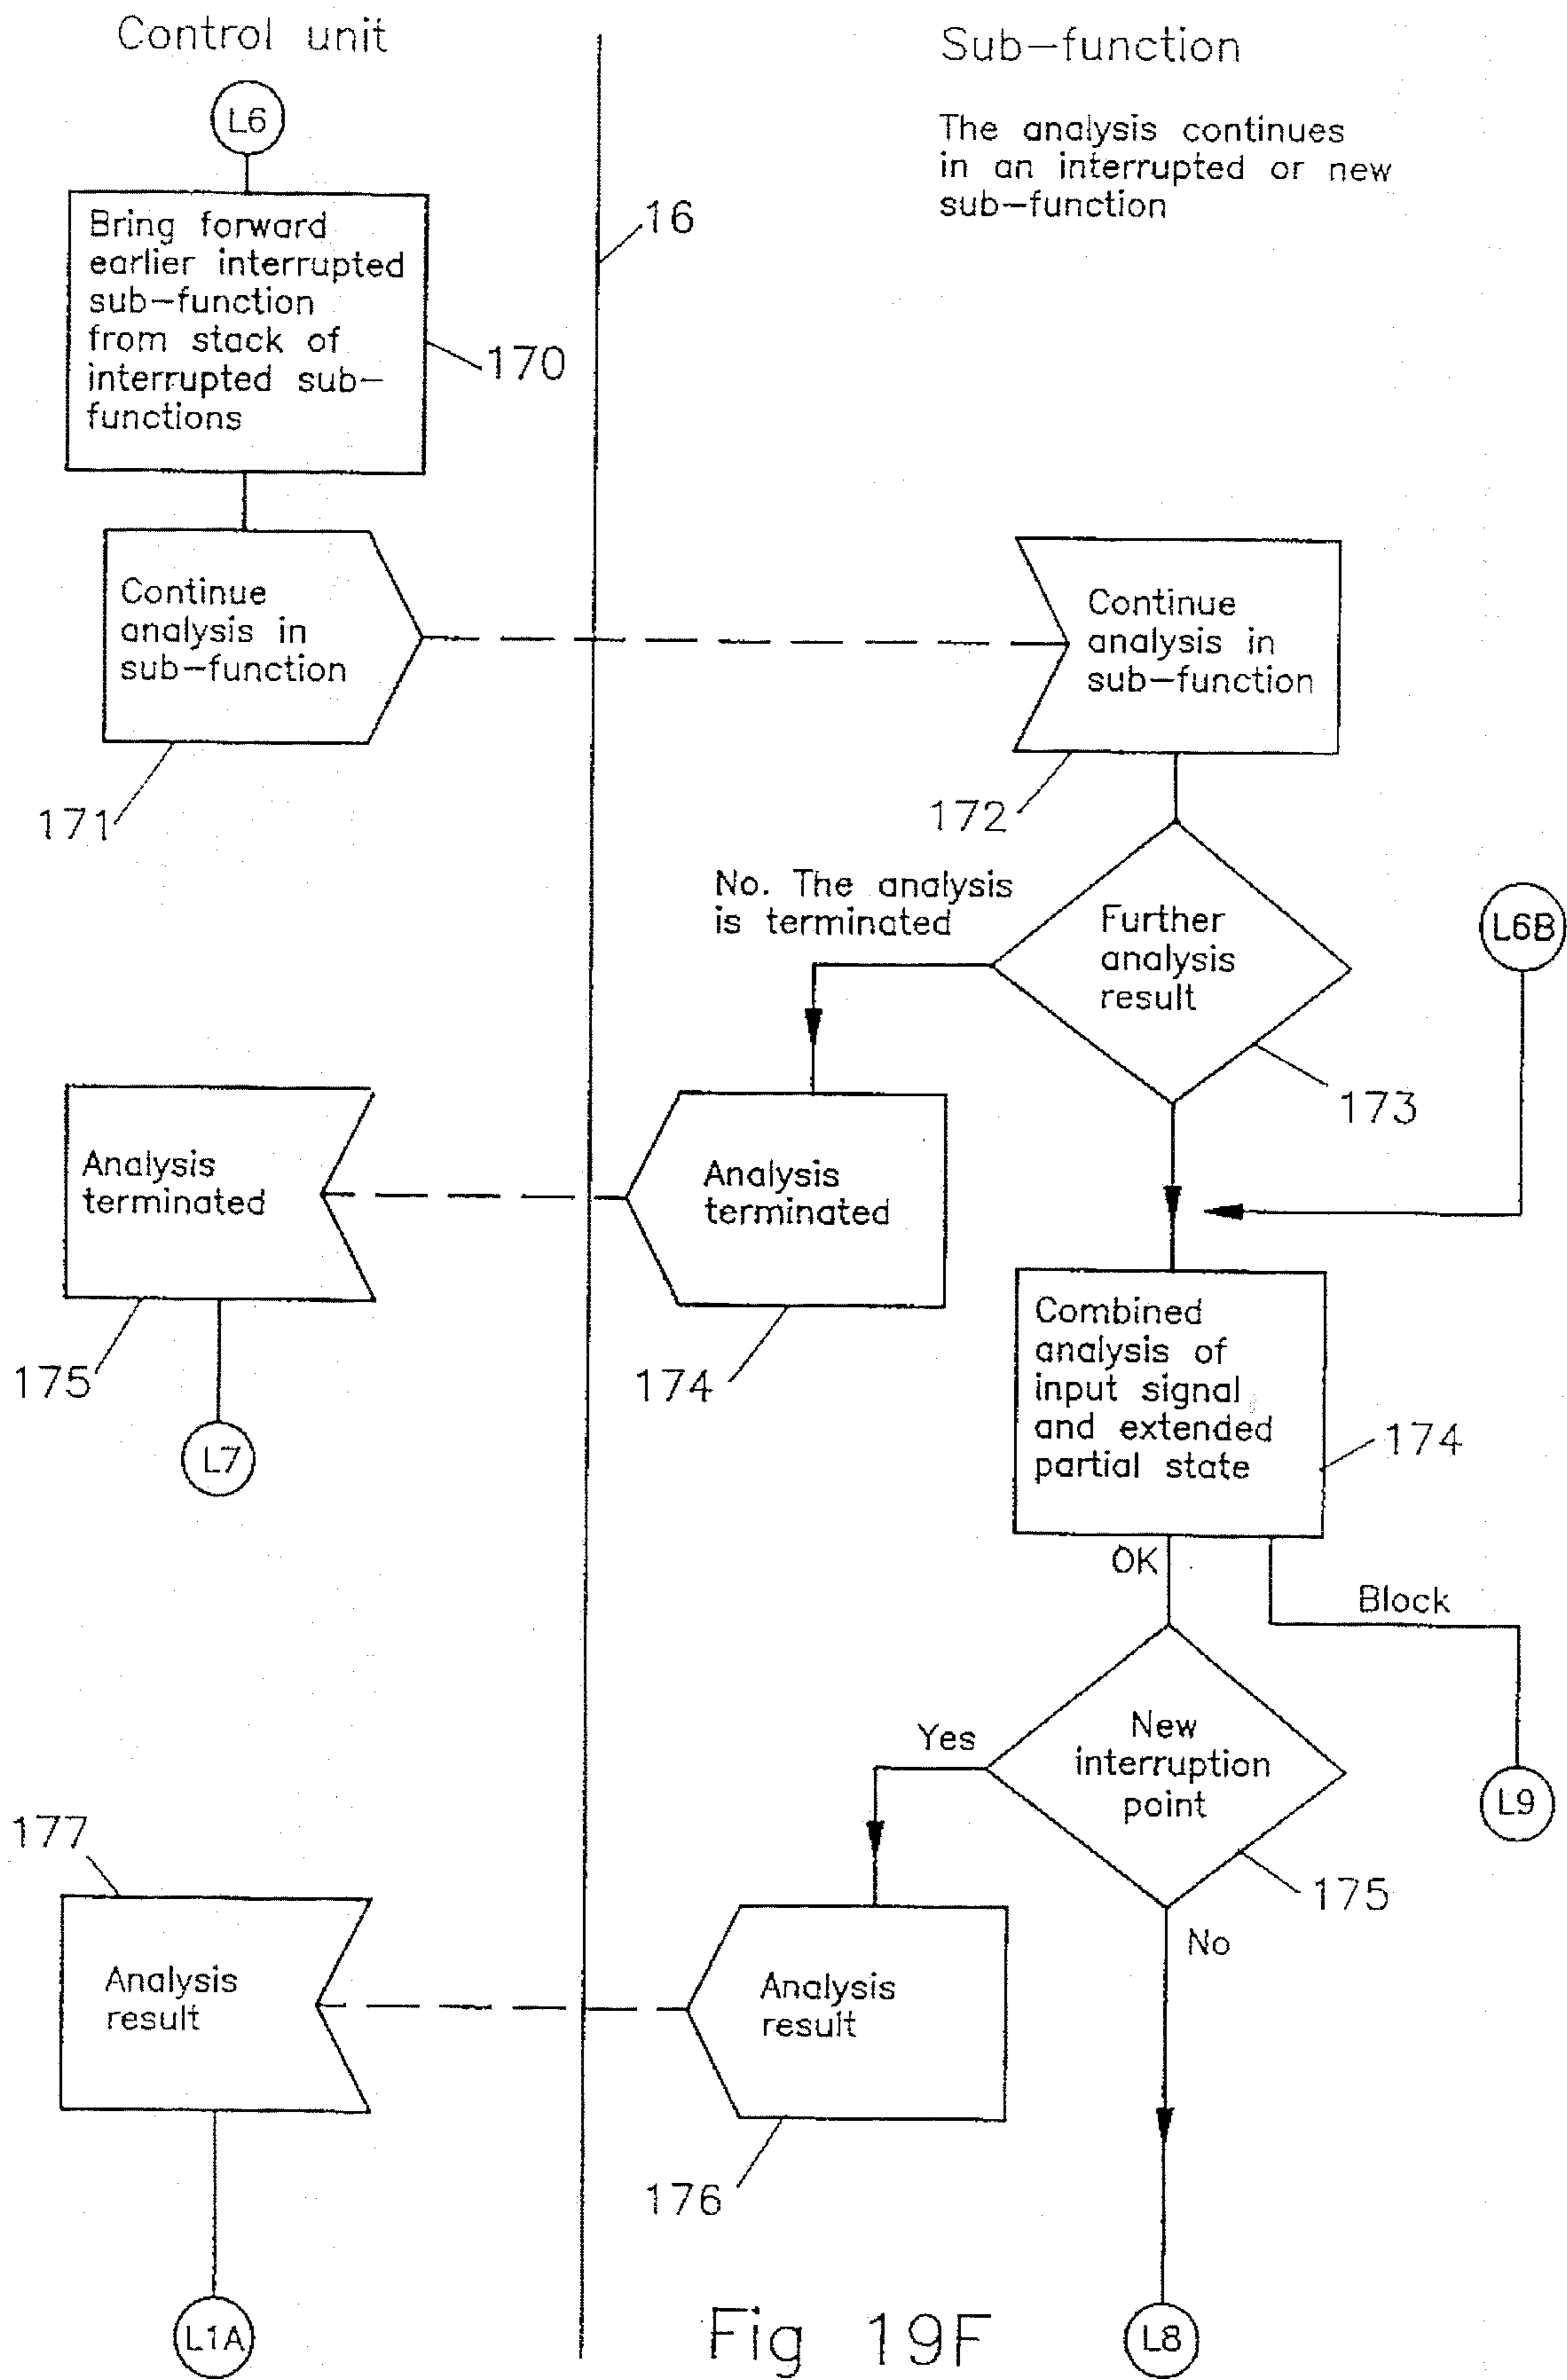 Control unit
Sub-function
L6
The analysis continues
in an interrupted or new
sub-function
Bring forward
earlier interrupted
sub-function
from stack of
interrupted sub-
functions
16
170
Continue
analysis in
sub-function
Continue
analysis in
sub-function
171
172
No. The analysis
is terminated
Further
analysis
result
L6B
173
Analysis
terminated
Analysis
terminated
175
174
L7
Combined
analysis of
input signal
and extended
partial state
174
OK
Block
Yes
New
interruption
point
L9
175
177
No
Analysis
result
Analysis
result
176
L1A
Fig 19F
L8